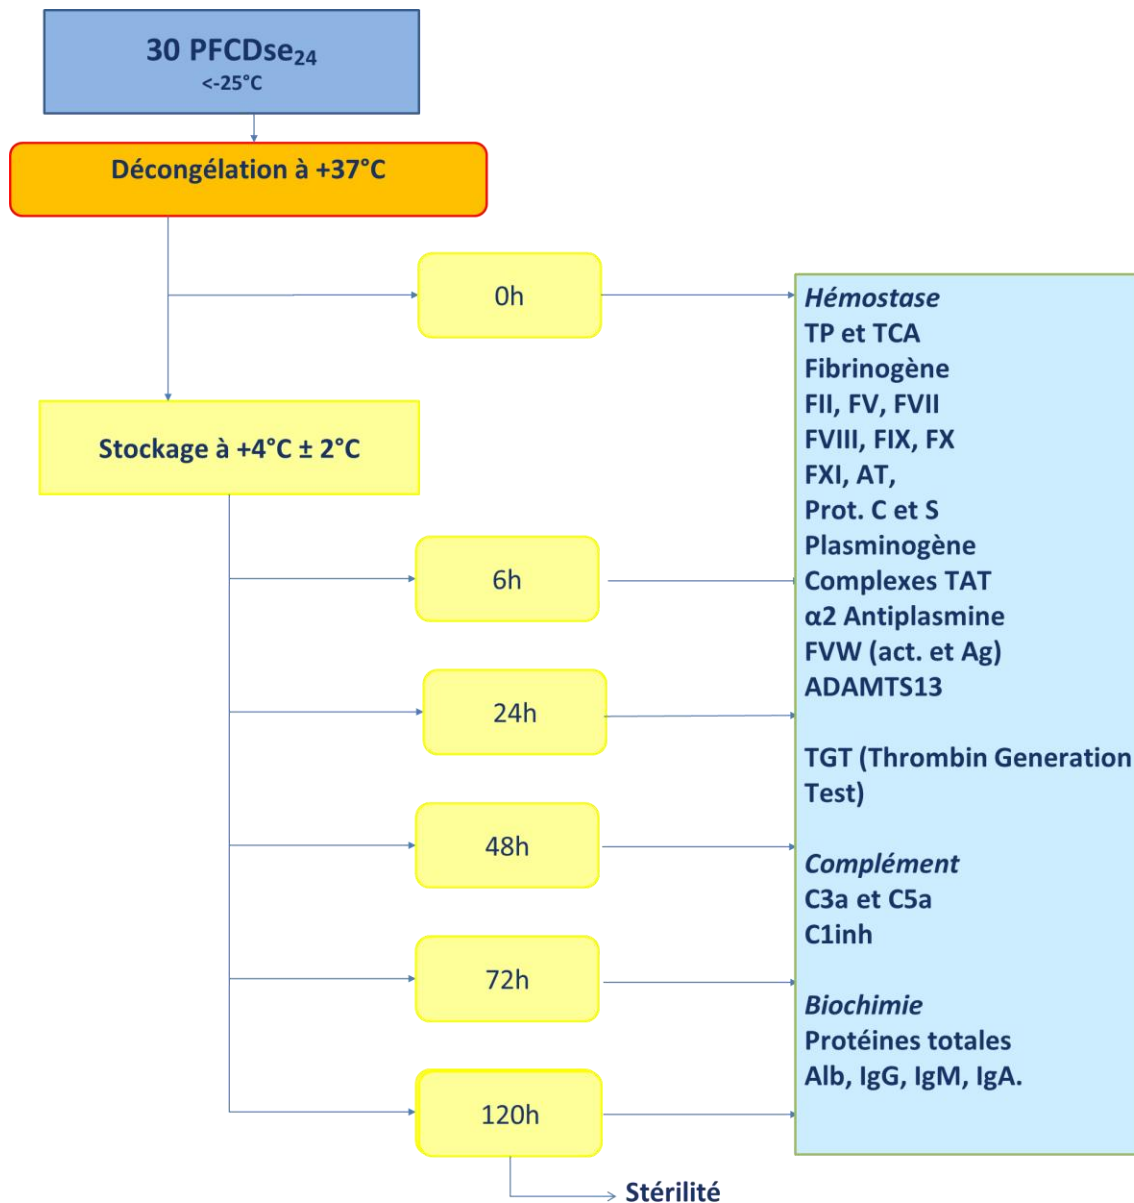 30 PFCDse24
<-25°C
Décongélation à +37°C
0h
Stockage à +4°C ± 2°C
6h
24h
48h
72h
120h
Stérilité
Hémostase
TP et TCA
Fibrinogène
FII, FV, FVII
FVIII, FIX, FX
FXI, AT,
Prot. C et S
Plasminogène
Complexes TAT
α2 Antiplasmine
FVW (act. et Ag)
ADAMTS13
TGT (Thrombin Generation
Test)
Complément
C3a et C5a
C1inh
Biochimie
Protéines totales
Alb, IgG, IgM, IgA.